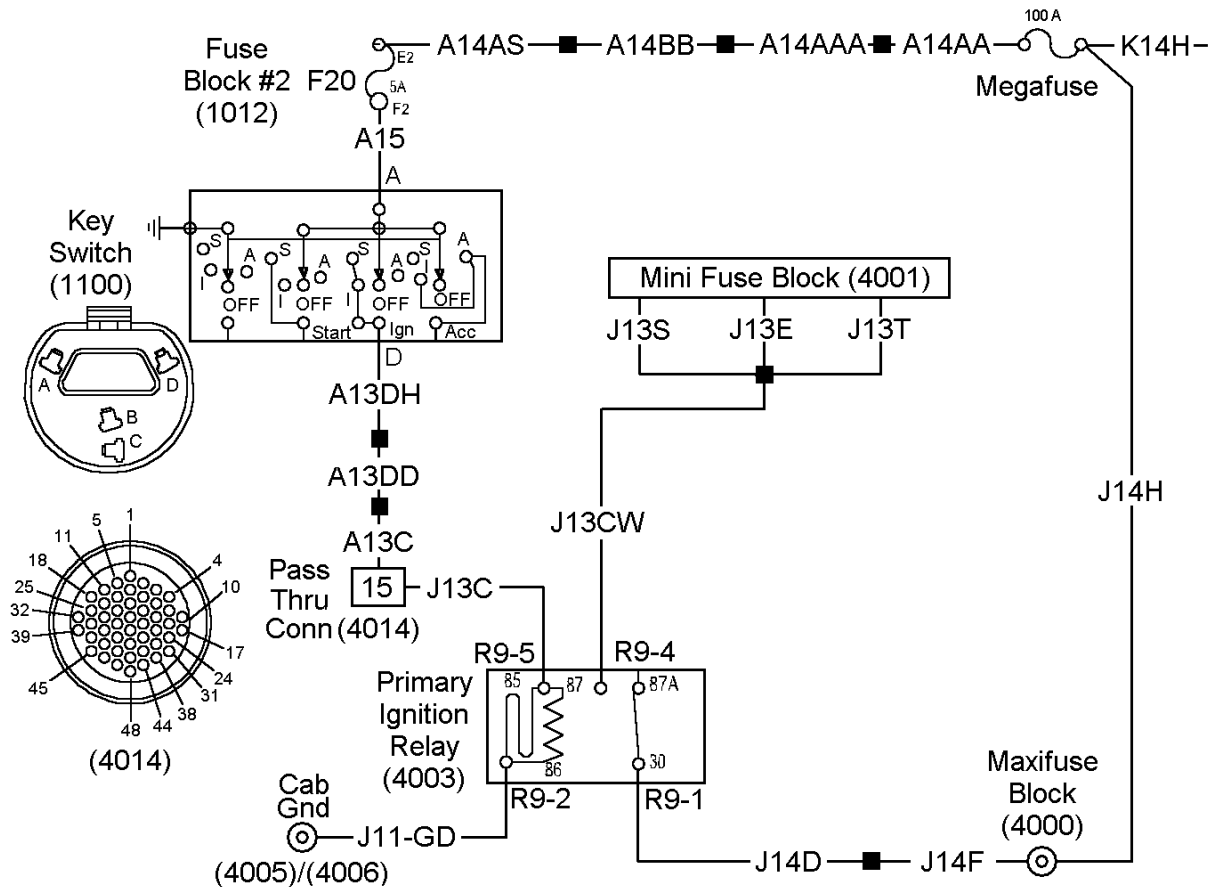 100 A
A14AS
A14BB
A14AAA
A14AA
K14H
Megafuse
Fuse
Block #2
(1012)
F20
E2
5A
F2
A15
A
Key
Switch
(1100)
S
A
I
OFF
S
A
I
OFF
Start
S
A
I
OFF
Ign
S
A
I
OFF
Acc
D
A
D
B
C
Mini Fuse Block (4001)
J13S
J13E
J13T
A13DH
A13DD
A13C
J13CW
J14H
Pass
Thru
Conn (4014)
15
J13C
1
5
11
18
25
32
39
45
48
44
38
31
24
17
10
4
(4014)
Primary
Ignition
Relay
(4003)
R9-5
R9-4
85
87
87A
86
30
R9-2
R9-1
Cab
Gnd
(4005)/(4006)
J11-GD
J14D
J14F
Maxifuse
Block
(4000)